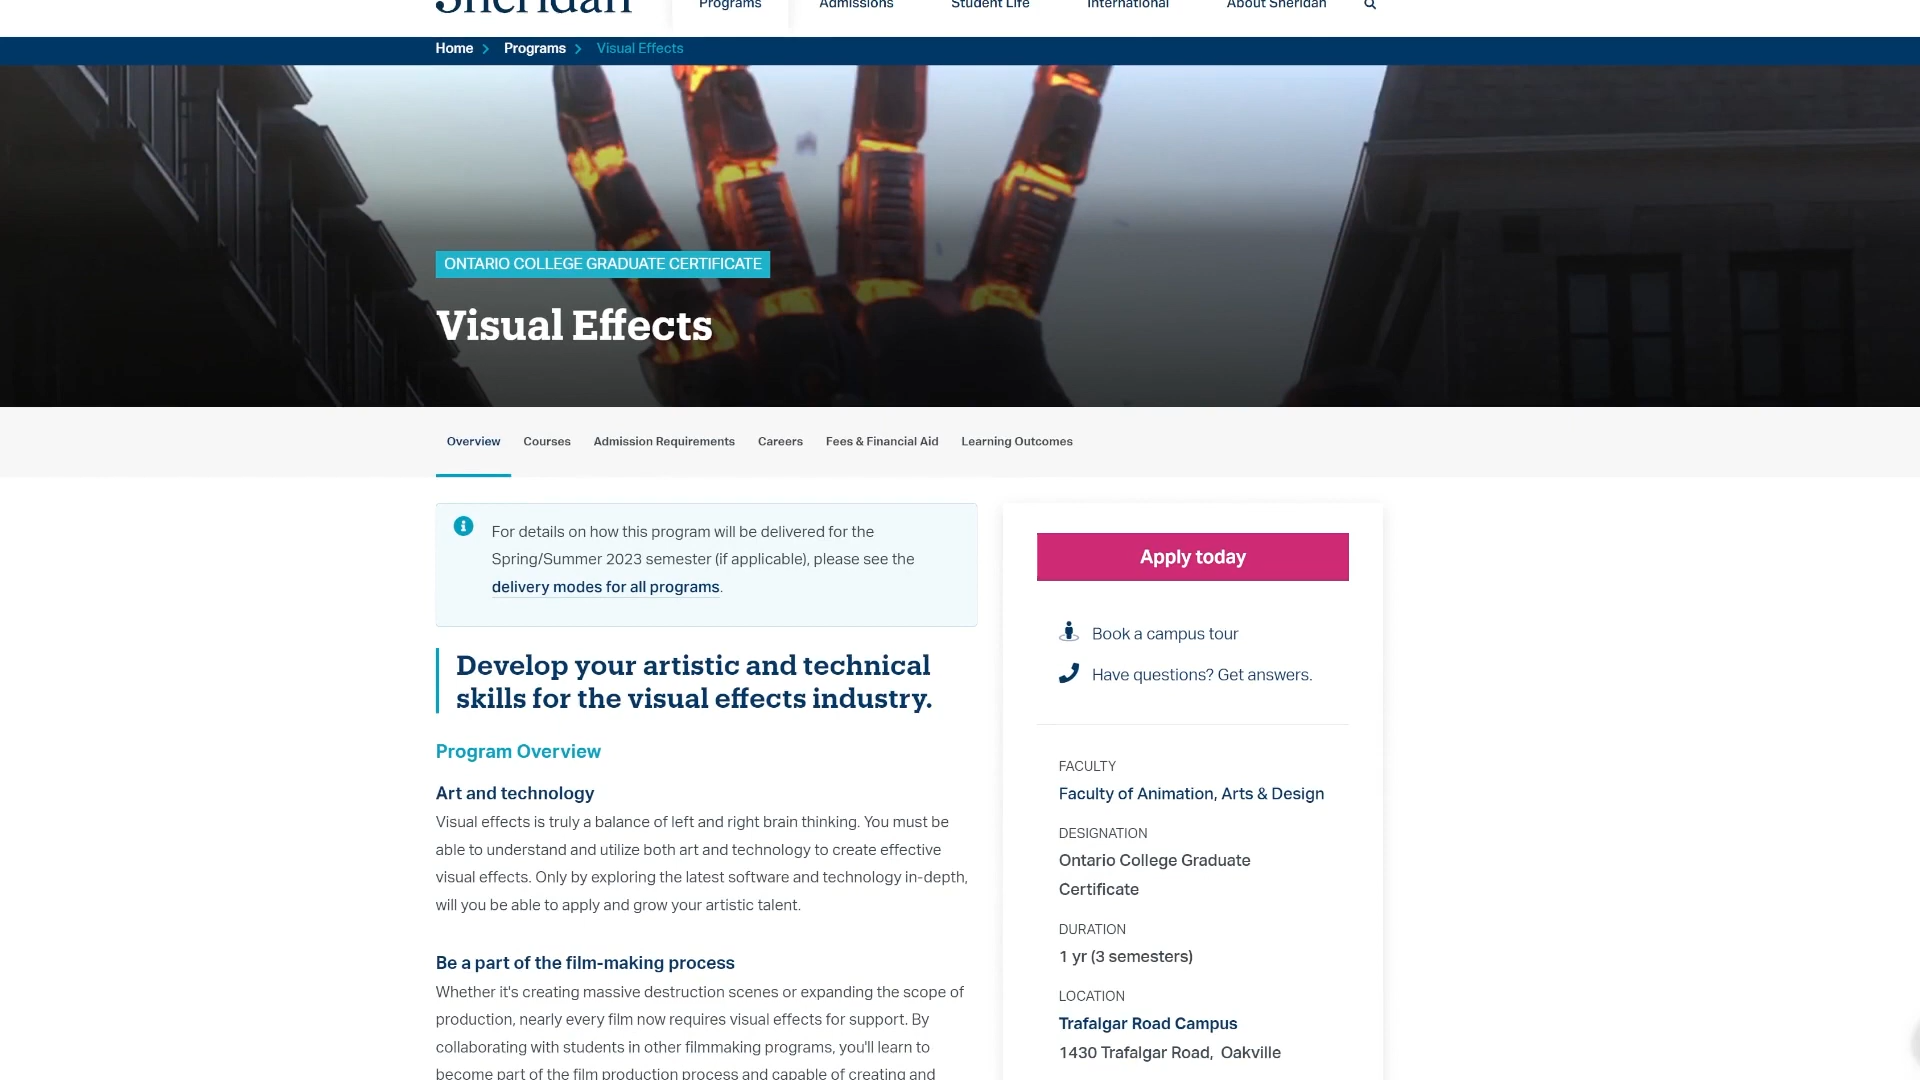 Sheridan
Programs Admissions Student Life International About Sheridan
Home Programs Visual Effects
ONTARIO COLLEGE GRADUATE CERTIFICATE
Visual Effects
Overview Courses Admission Requirements Careers Fees & Financial Aid Learning Outcomes
For details on how this program will be delivered for the
Spring/Summer 2023 semester (if applicable), please see the
delivery modes for all programs.
Develop your artistic and technical
skills for the visual effects industry.
Program Overview
Art and technology
Visual effects is truly a balance of left and right brain thinking. You must be
able to understand and utilize both art and technology to create effective
visual effects. Only by exploring the latest software and technology in-depth,
will you be able to apply and grow your artistic talent.
Be a part of the film-making process
Whether it's creating massive destruction scenes or expanding the scope of
production, nearly every film now requires visual effects for support. By
collaborating with students in other filmmaking programs, you'll learn to
become part of the film production process and capable of creating and
Apply today
Book a campus tour
Have questions? Get answers.
FACULTY
Faculty of Animation, Arts & Design
DESIGNATION
Ontario College Graduate
Certificate
DURATION
1 yr (3 semesters)
LOCATION
Trafalgar Road Campus
1430 Trafalgar Road, Oakville